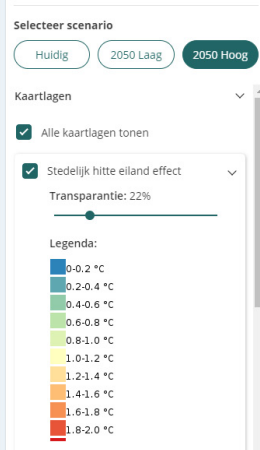 Selecteer scenario
Huidig 2050 Laag 2050 Hoog
Kaartlagen
Alle kaartlagen tonen
Stedelijk hitte eiland effect
Transparantie: 22%
Legenda:
0-0.2 °C
0.2-0.4 °C
0.4-0.6 °C
0.6-0.8 °C
0.8-1.0 °C
1.0-1.2 °C
1.2-1.4 °C
1.4-1.6 °C
1.6-1.8 °C
1.8-2.0 °C